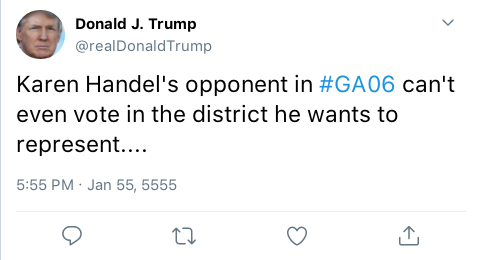 Donald J. Trump
@realDonaldTrump
Karen Handel's opponent in #GA06 can't
even vote in the district he wants to
represent....
5:55 PM · Jan 55, 5555